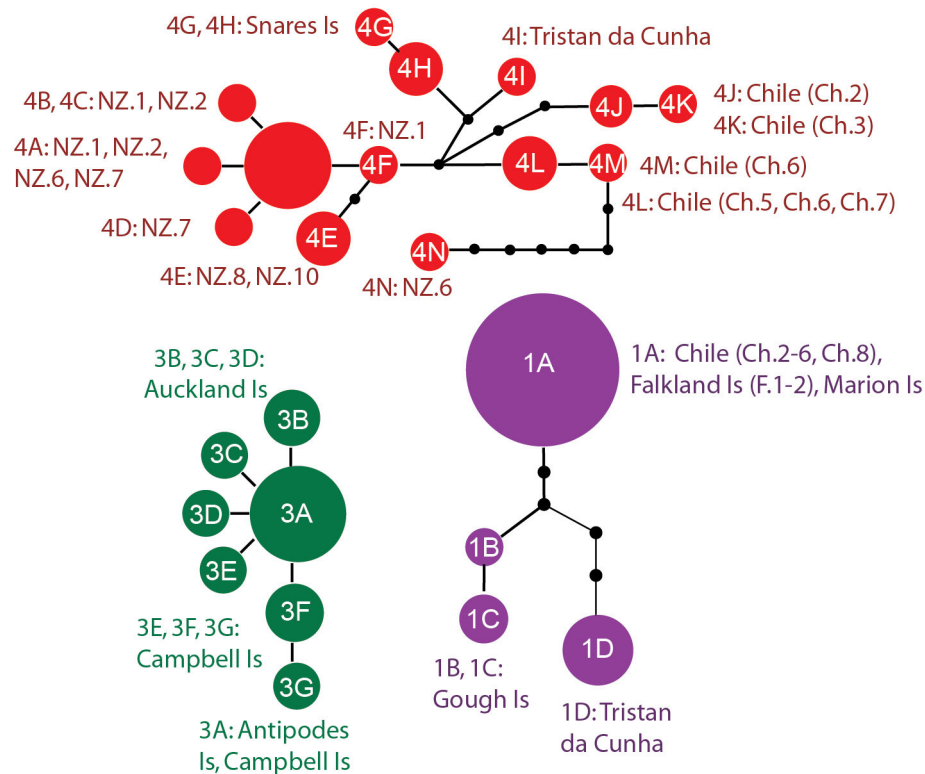 4G, 4H: Snares Is
4G
4H
4I: Tristan da Cunha
4I
4B, 4C: NZ.1, NZ.2
4A: NZ.1, NZ.2,
NZ.6, NZ.7
4D: NZ.7
4F: NZ.1
4F
4E
4E: NZ.8, NZ.10
4J
4K
4J: Chile (Ch.2)
4K: Chile (Ch.3)
4L
4M
4M: Chile (Ch.6)
4L: Chile (Ch.5, Ch.6, Ch.7)
4N
4N: NZ.6
3B, 3C, 3D:
Auckland Is
3B
3C
3D
3A
3E
3F
3G
3E, 3F, 3G:
Campbell Is
3A: Antipodes
Is, Campbell Is
1A
1A: Chile (Ch.2-6, Ch.8),
Falkland Is (F.1-2), Marion Is
1B
1C
1D
1B, 1C:
Gough Is
1D: Tristan
da Cunha